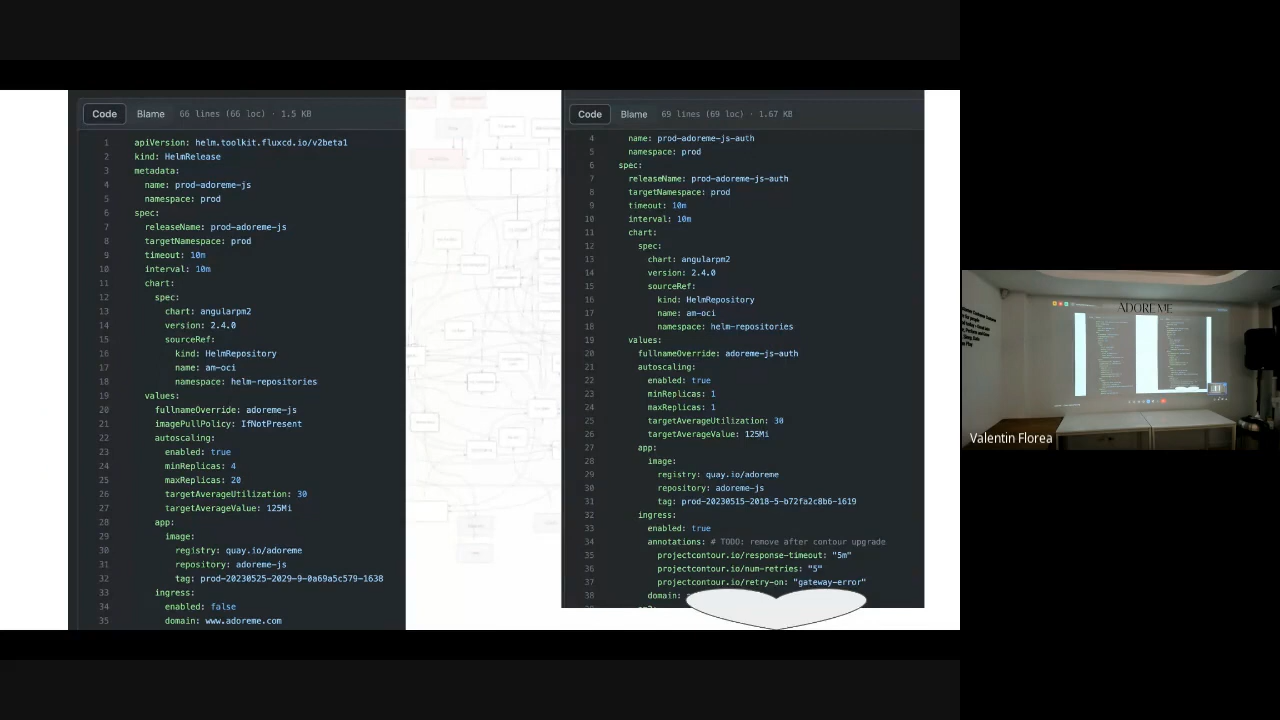 Code Blame 66 lines (66 loc) · 1.5 KB
1 apiVersion: helm.toolkit.fluxcd.io/v2beta1
2 kind: HelmRelease
3 metadata:
4 name: prod-adoreme-js
5 namespace: prod
6 spec:
7 releaseName: prod-adoreme-js
8 targetNamespace: prod
9 timeout: 10m
10 interval: 10m
11 chart:
12 spec:
13 chart: angularpm2
14 version: 2.4.0
15 sourceRef:
16 kind: HelmRepository
17 name: am-oci
18 namespace: helm-repositories
19 values:
20 fullnameOverride: adoreme-js
21 imagePullPolicy: IfNotPresent
22 autoscaling:
23 enabled: true
24 minReplicas: 4
25 maxReplicas: 20
26 targetAverageUtilization: 30
27 targetAverageValue: 125Mi
28 app:
29 image:
30 registry: quay.io/adoreme
31 repository: adoreme-js
32 tag: prod-20230525-2029-9-0a69a5c579-1638
33 ingress:
34 enabled: false
35 domain: www.adoreme.com
Code Blame 69 lines (69 loc) · 1.67 KB
4 name: prod-adoreme-js-auth
5 namespace: prod
6 spec:
7 releaseName: prod-adoreme-js-auth
8 targetNamespace: prod
9 timeout: 10m
10 interval: 10m
11 chart:
12 spec:
13 chart: angularpm2
14 version: 2.4.0
15 sourceRef:
16 kind: HelmRepository
17 name: am-oci
18 namespace: helm-repositories
19 values:
20 fullnameOverride: adoreme-js-auth
21 autoscaling:
22 enabled: true
23 minReplicas: 1
24 maxReplicas: 1
25 targetAverageUtilization: 30
26 targetAverageValue: 125Mi
27 app:
28 image:
29 registry: quay.io/adoreme
30 repository: adoreme-js
31 tag: prod-20230515-2018-5-b72fa2c8b6-1619
32 ingress:
33 enabled: true
34 annotations: # TODO: remove after contour upgrade
35 projectcontour.io/response-timeout: "5m"
36 projectcontour.io/num-retries: "5"
37 projectcontour.io/retry-on: "gateway-error"
38 domain:
ADOREME
Valentin Florea